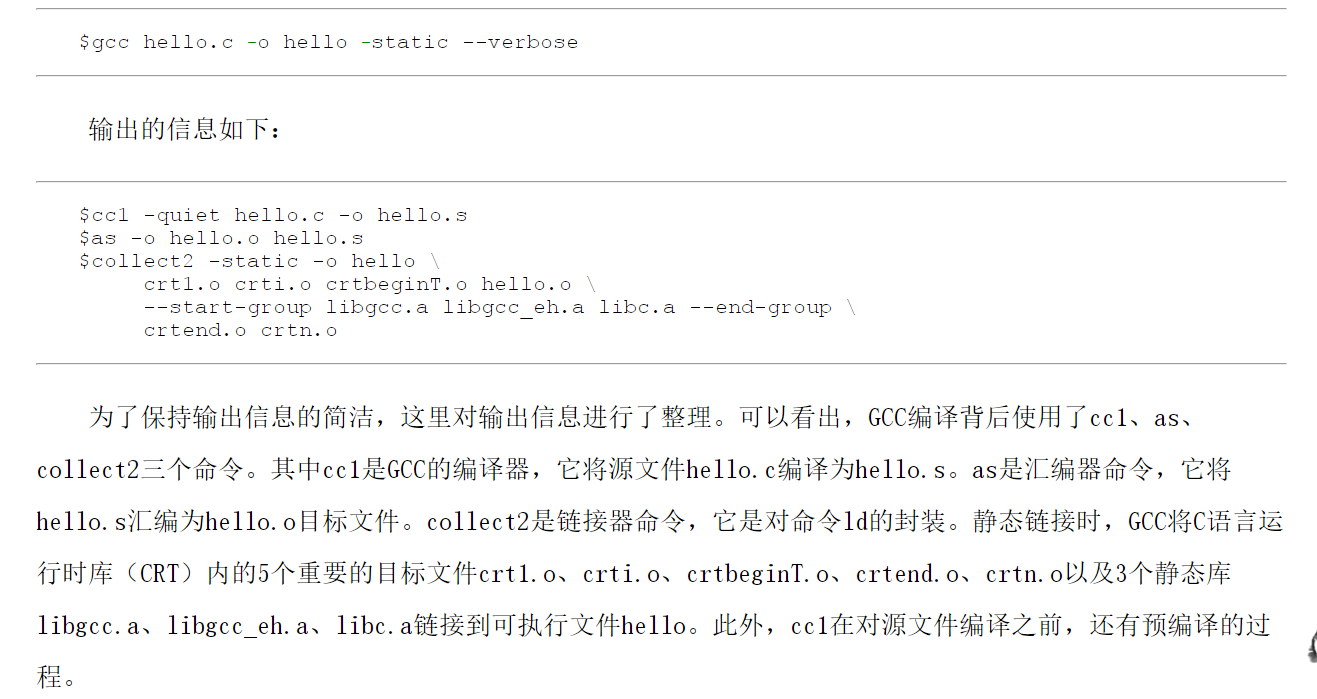 $gcc hello.c -o hello -static --verbose
输出的信息如下：
$cc1 -quiet hello.c -o hello.s
$as -o hello.o hello.s
$collect2 -static -o hello \
crt1.o crti.o crtbeginT.o hello.o \
--start-group libgcc.a libgcc_eh.a libc.a --end-group \
crtend.o crtn.o
为了保持输出信息的简洁，这里对输出信息进行了整理。可以看出，GCC编译背后使用了cc1、as、
collect2三个命令。其中cc1是GCC的编译器，它将源文件hello.c编译为hello.s。as是汇编器命令，它将
hello.s汇编为hello.o目标文件。collect2是链接器命令，它是对命令ld的封装。静态链接时，GCC将C语言运
行时库（CRT）内的5个重要的目标文件crt1.o、crti.o、crtbeginT.o、crtend.o、crtn.o以及3个静态库
libgcc.a、libgcc_eh.a、libc.a链接到可执行文件hello。此外，cc1在对源文件编译之前，还有预编译的过
程。